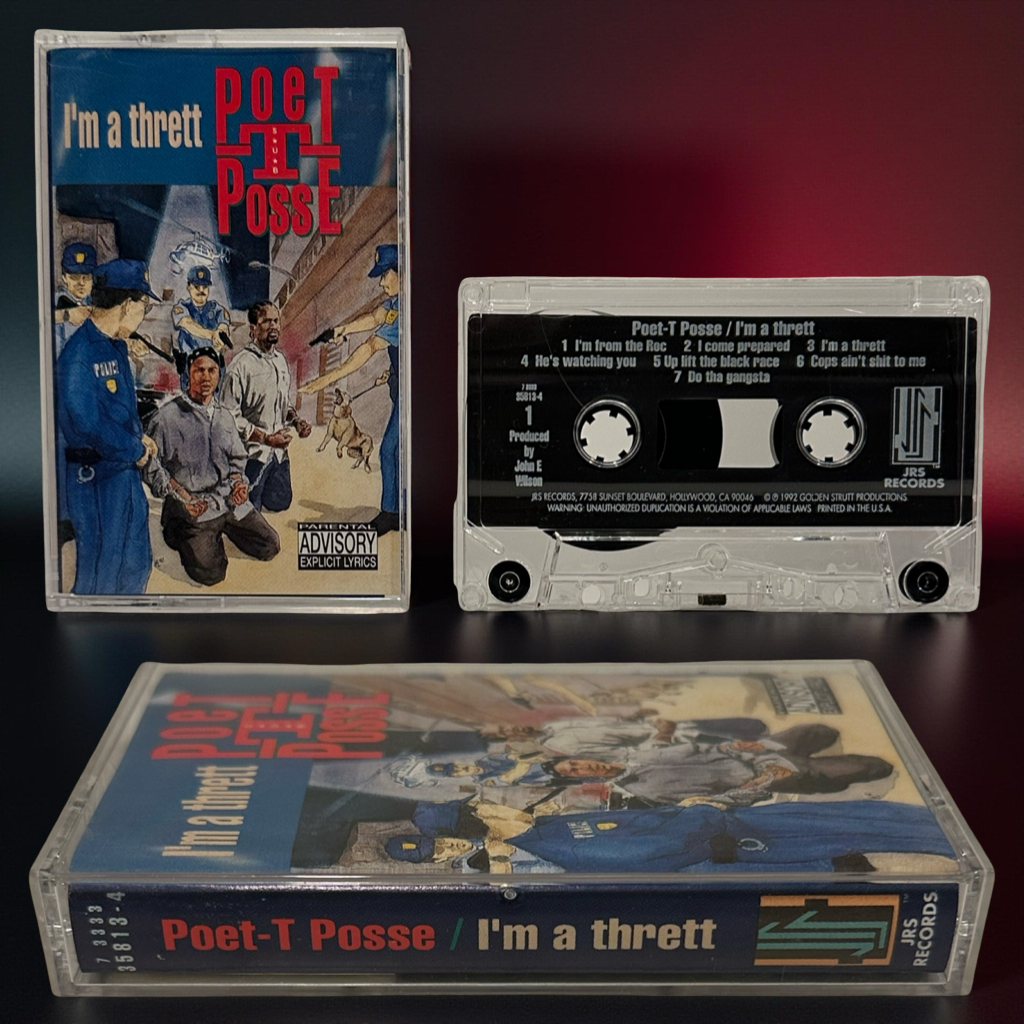 I'm a thrett
POET
T
S•U•B
POSSE
POLICE
PARENTAL
ADVISORY
EXPLICIT LYRICS
Poet-T Posse / I'm a thrett
1 I'm from the Roc 2 I come prepared 3 I'm a thrett
4 He's watching you 5 Up lift the black race 6 Cops ain't shit to me
7 Do tha gangsta
35813-4
1
Produced
by
John E
Wilson
JRS
RECORDS
JRS RECORDS, 7758 SUNSET BOULEVARD, HOLLYWOOD, CA 90046 © ℗ 1992 GOLDEN STRUTT PRODUCTIONS
WARNING: UNAUTHORIZED DUPLICATION IS A VIOLATION OF APPLICABLE LAWS PRINTED IN THE U.S.A.
POET
T
POSSE
I'm a thrett
ADVISORY
POLICE
7 3333
35813-4
Poet-T Posse / I'm a thrett
JRS
RECORDS
TM